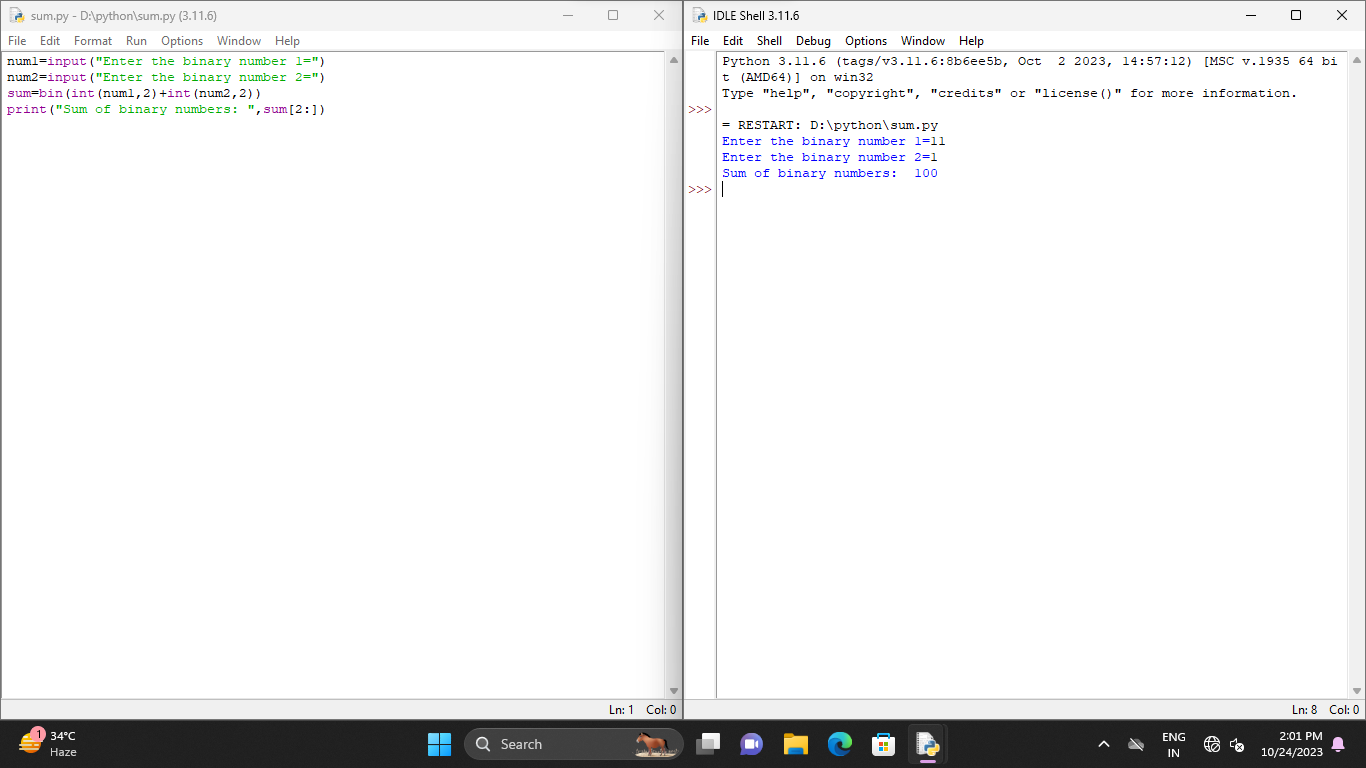 sum.py - D:\python\sum.py (3.11.6)
File Edit Format Run Options Window Help
num1=input("Enter the binary number 1=")
num2=input("Enter the binary number 2=")
sum=bin(int(num1,2)+int(num2,2))
print("Sum of binary numbers: ",sum[2:])
Ln: 1 Col: 0
IDLE Shell 3.11.6
File Edit Shell Debug Options Window Help
Python 3.11.6 (tags/v3.11.6:8b6ee5b, Oct  2 2023, 14:57:12) [MSC v.1935 64 bi
t (AMD64)] on win32
Type "help", "copyright", "credits" or "license()" for more information.
>>>
= RESTART: D:\python\sum.py
Enter the binary number 1=11
Enter the binary number 2=1
Sum of binary numbers:  100
>>>
Ln: 8 Col: 0
1
34°C
Haze
Search
ENG
IN
2:01 PM
10/24/2023